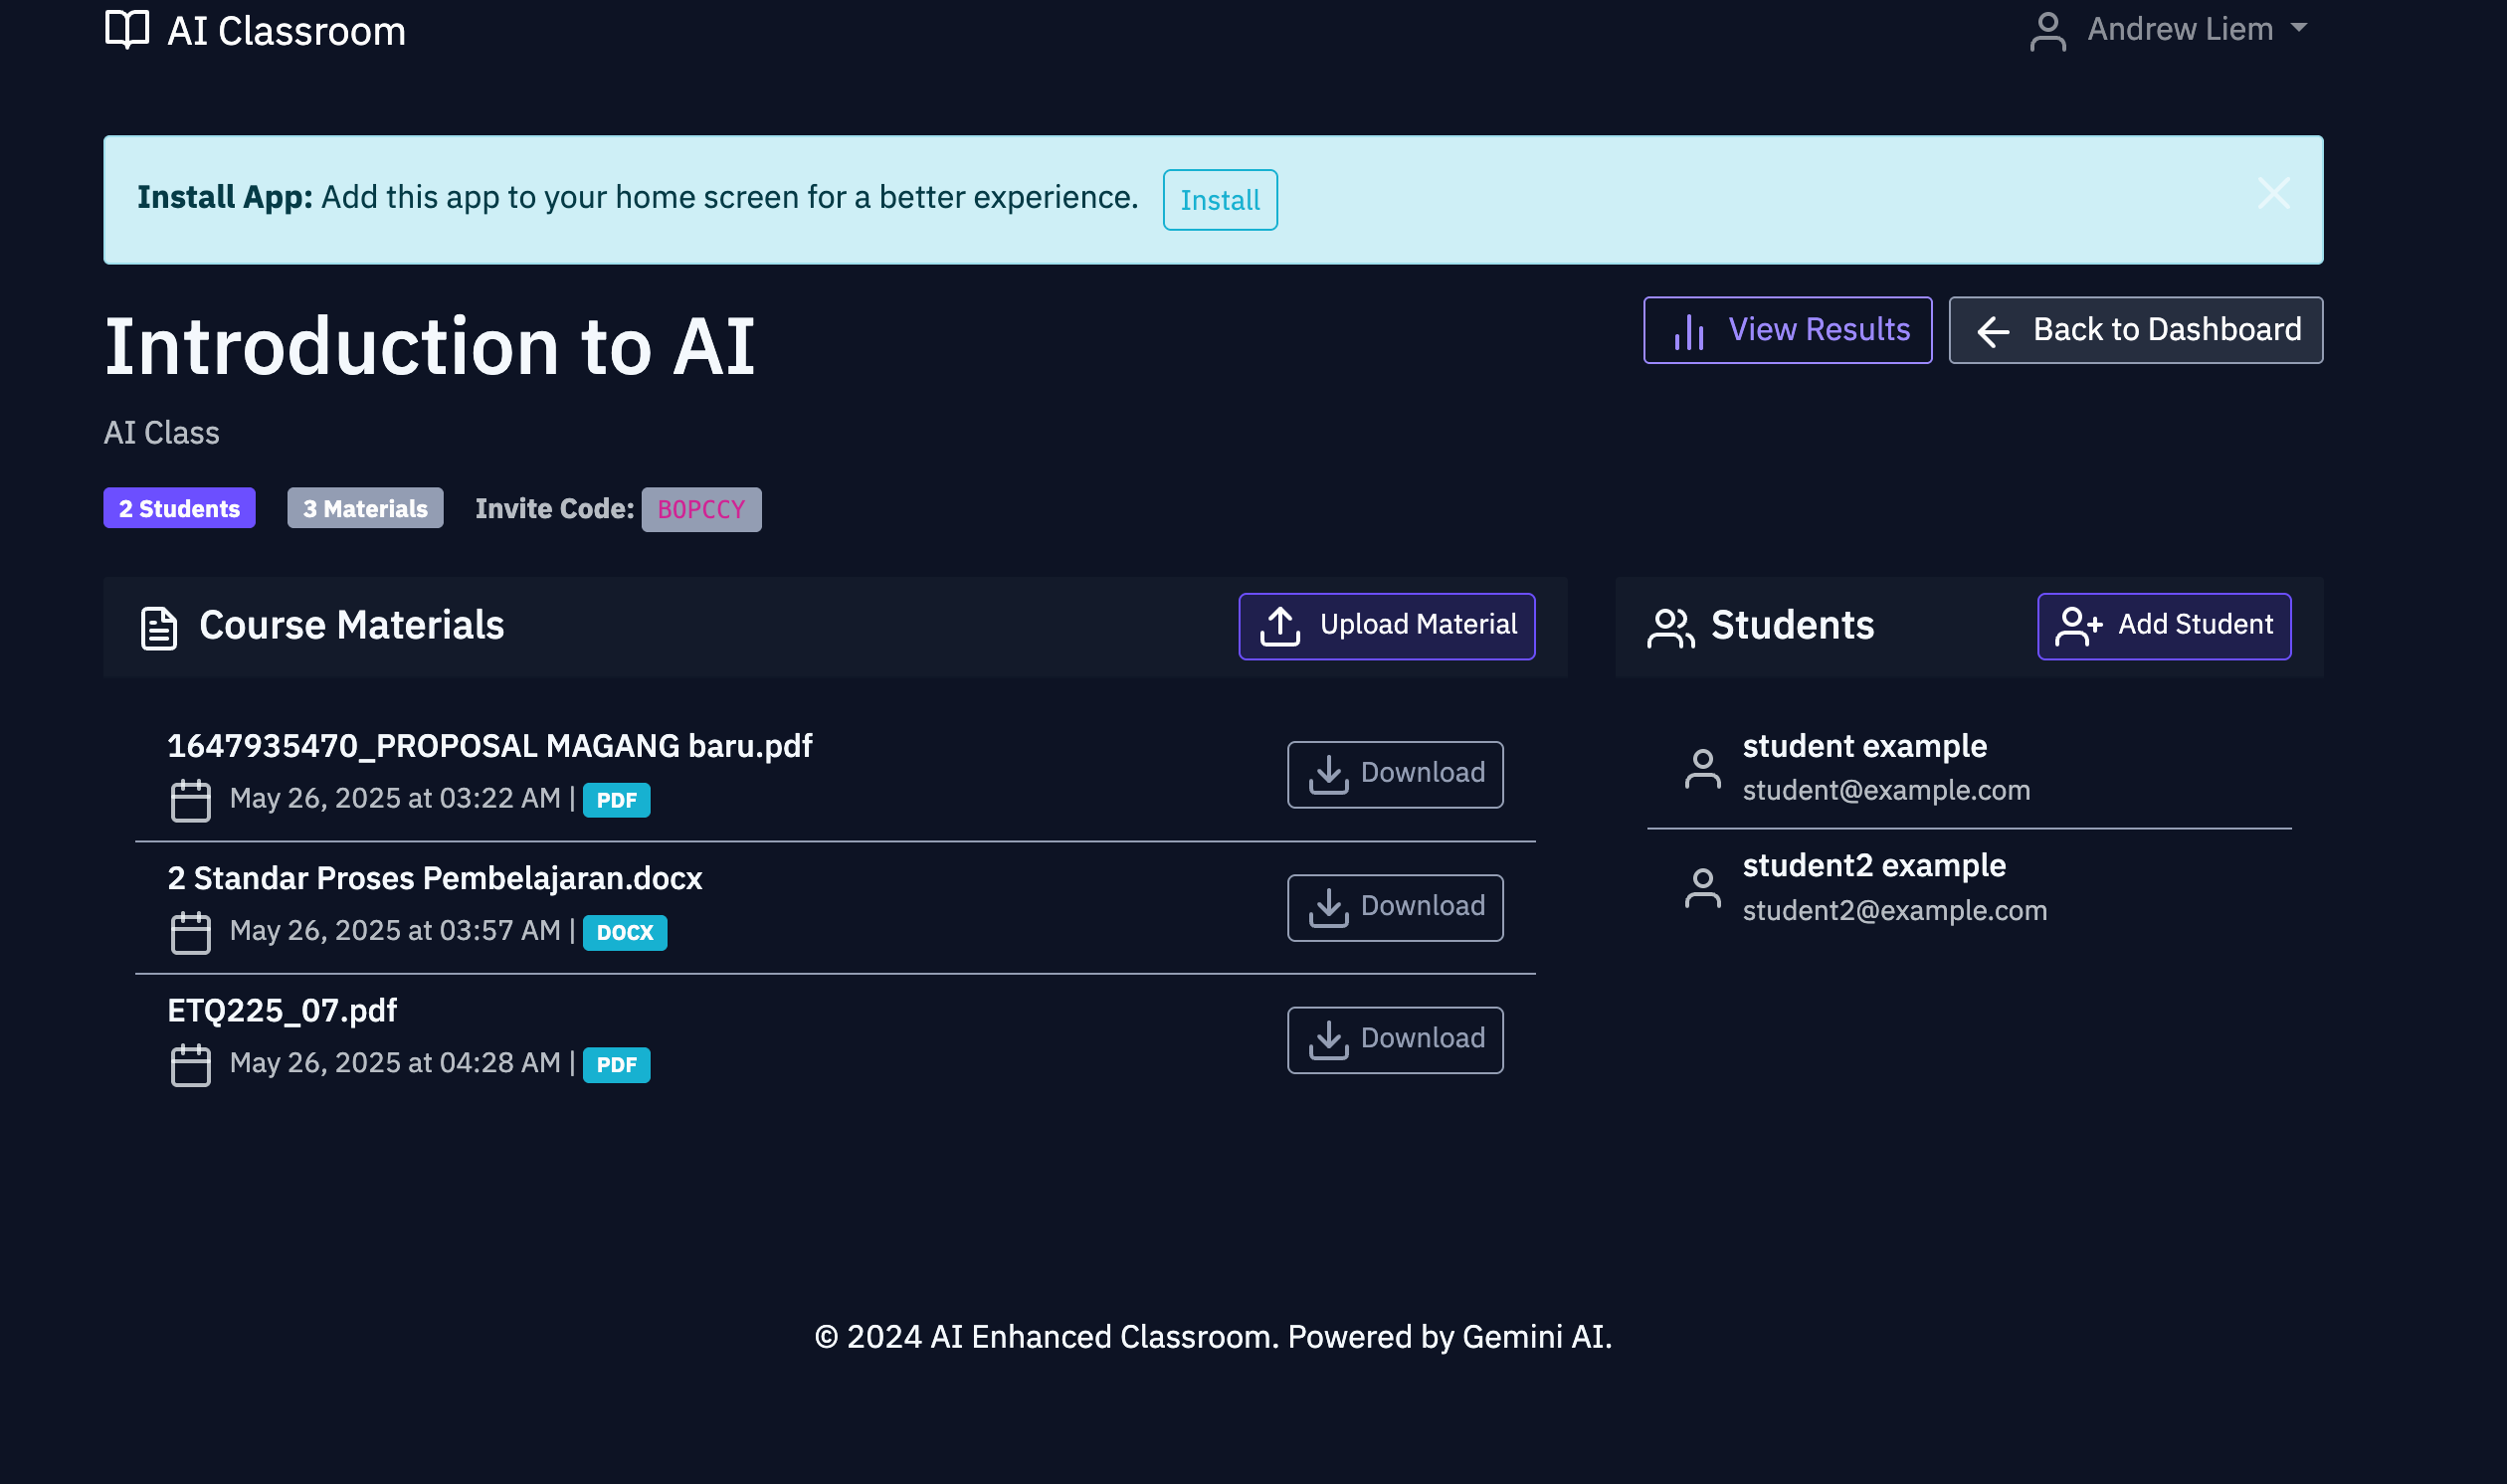 AI Classroom
Andrew Liem
Install App: Add this app to your home screen for a better experience. Install
Introduction to AI
View Results
Back to Dashboard
AI Class
2 Students 3 Materials Invite Code: B0PCCY
Course Materials
Upload Material
1647935470_PROPOSAL MAGANG baru.pdf
May 26, 2025 at 03:22 AM | PDF
Download
2 Standar Proses Pembelajaran.docx
May 26, 2025 at 03:57 AM | DOCX
Download
ETQ225_07.pdf
May 26, 2025 at 04:28 AM | PDF
Download
Students
Add Student
student example
student@example.com
student2 example
student2@example.com
© 2024 AI Enhanced Classroom. Powered by Gemini AI.